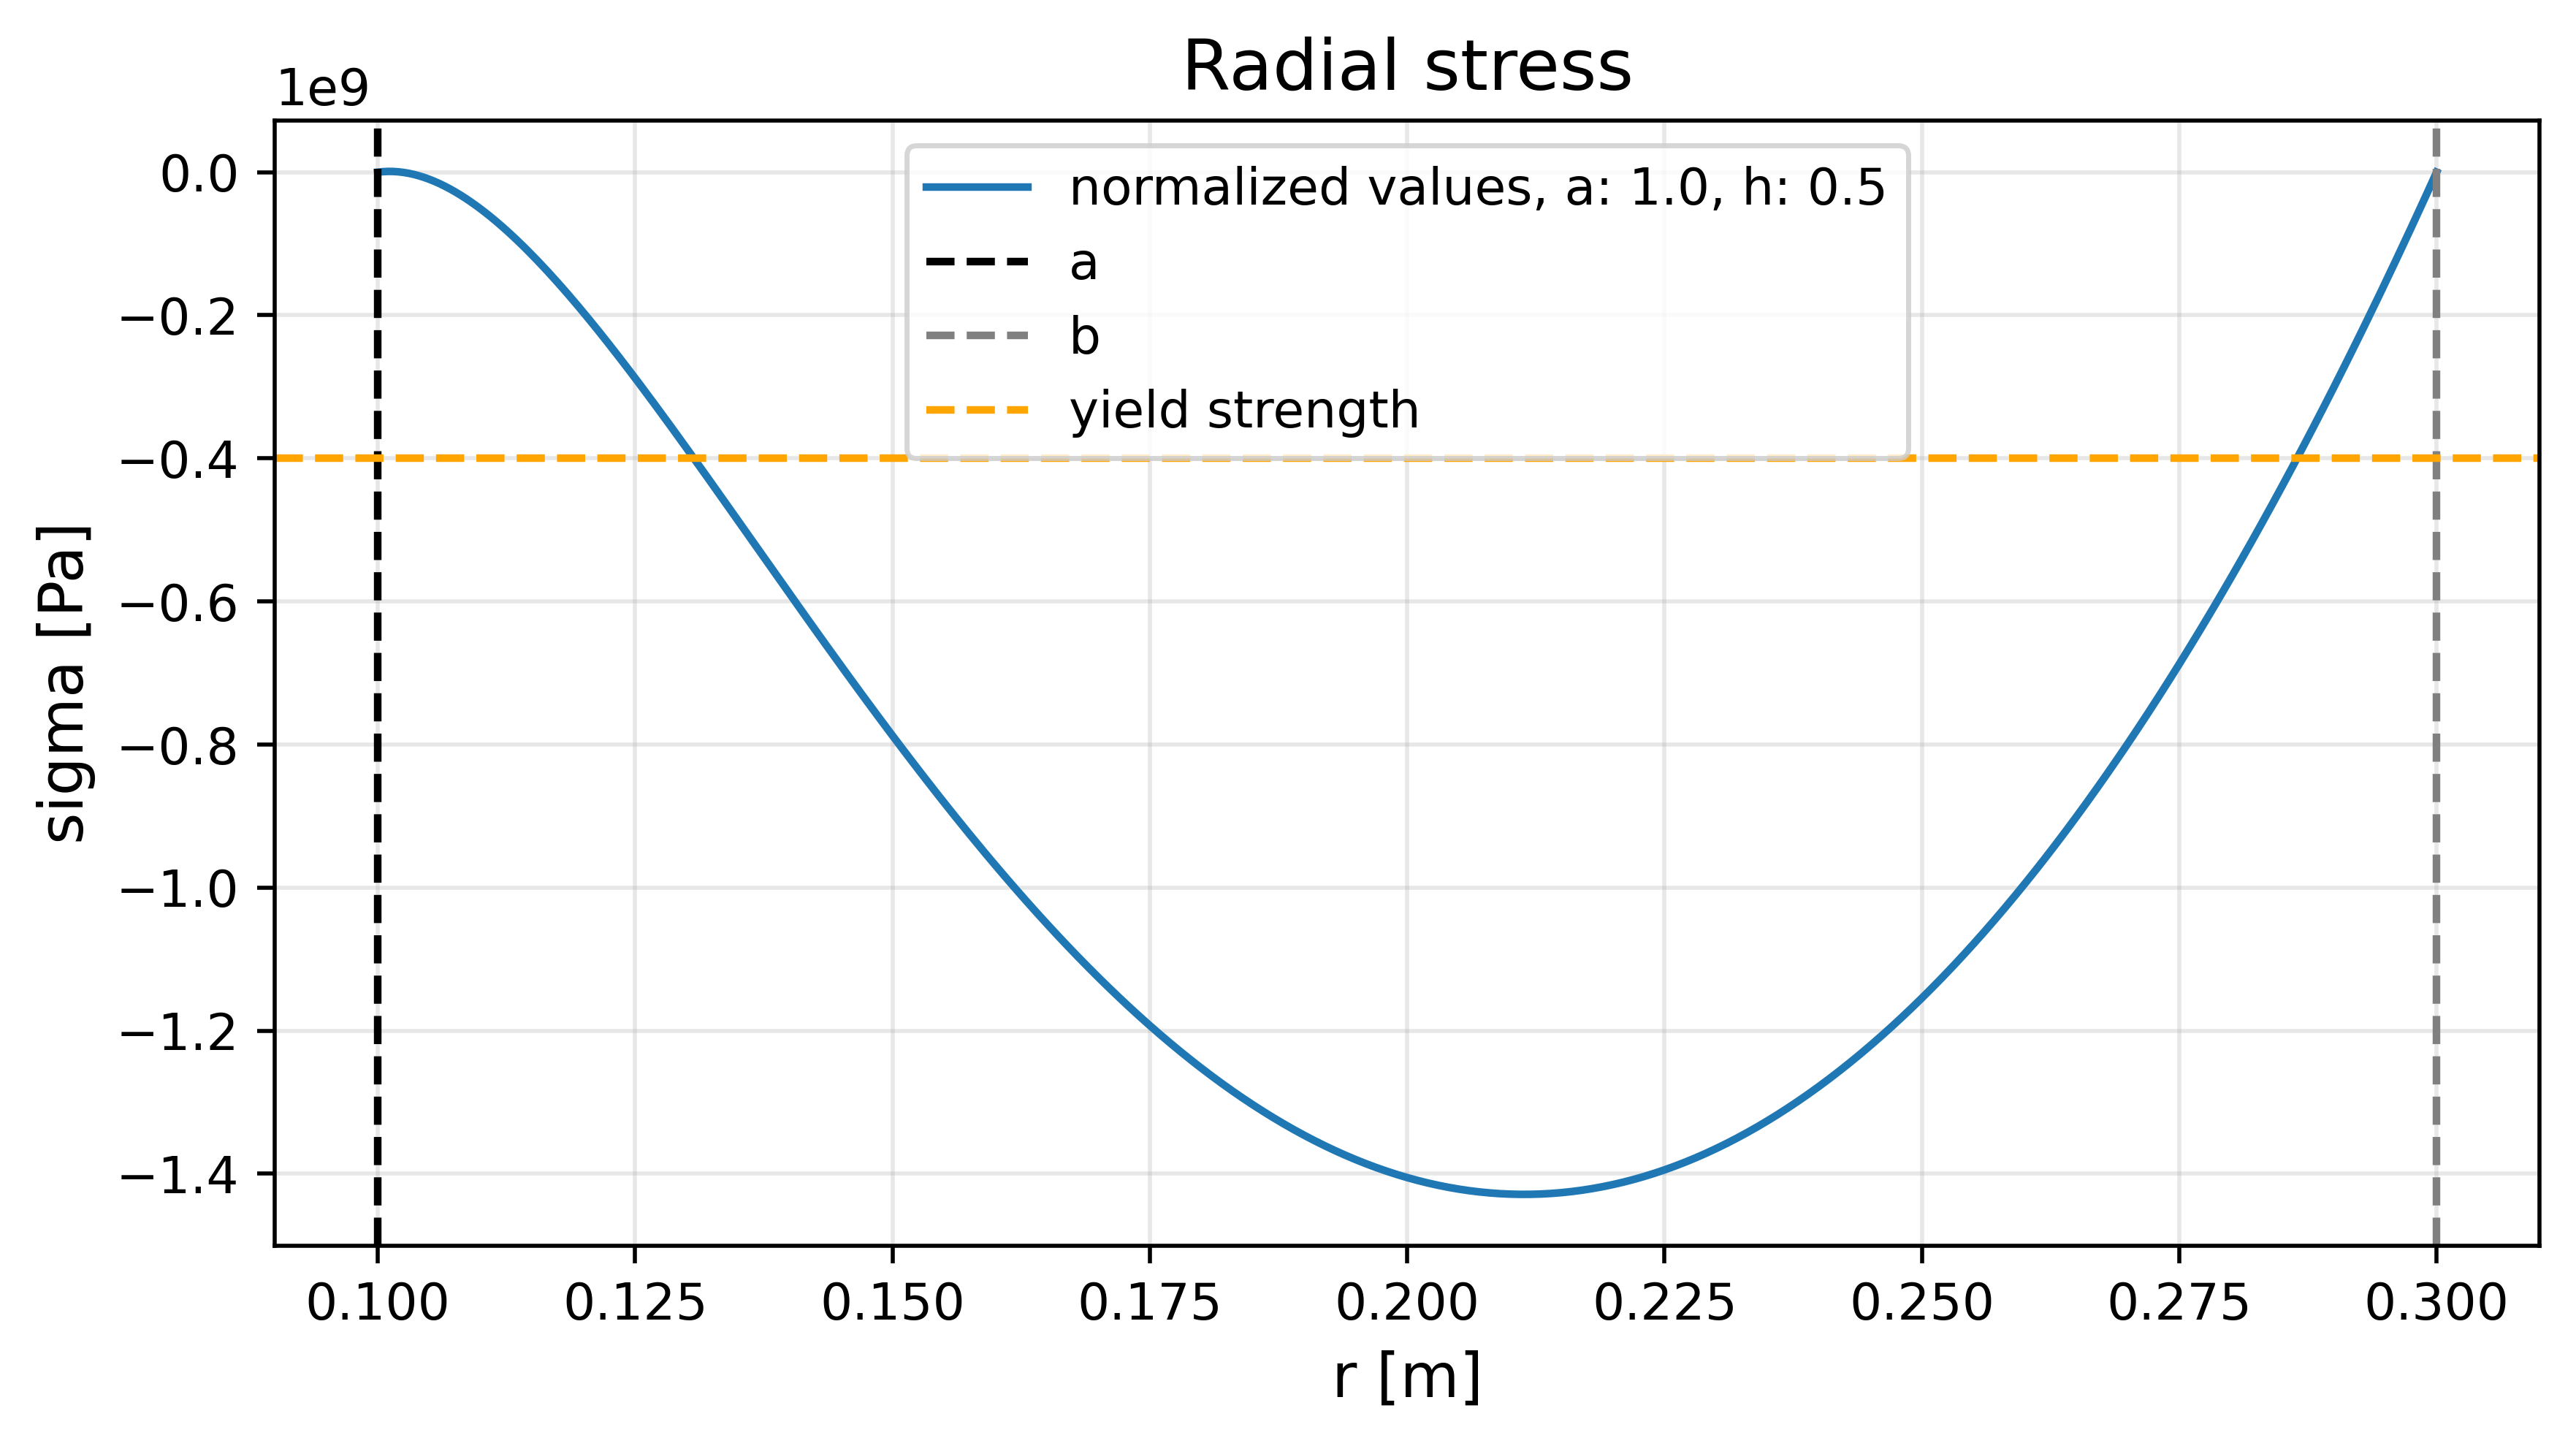 Radial stress
1e9
normalized values, a: 1.0, h: 0.5
a
b
yield strength
0.0
−0.2
−0.4
−0.6
−0.8
−1.0
−1.2
−1.4
sigma [Pa]
0.100 0.125 0.150 0.175 0.200 0.225 0.250 0.275 0.300
r [m]